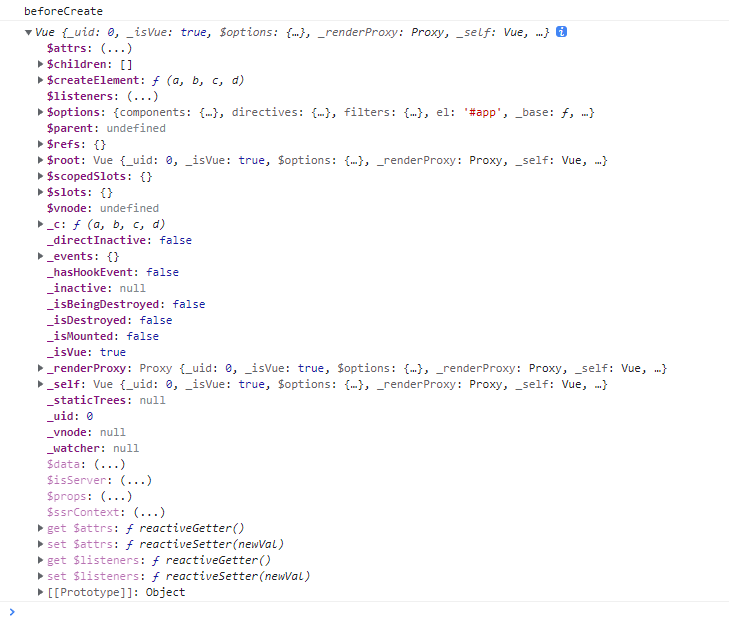 beforeCreate
Vue {_uid: 0, _isVue: true, $options: {…}, _renderProxy: Proxy, _self: Vue, …} i
$attrs: (...)
$children: []
$createElement: ƒ (a, b, c, d)
$listeners: (...)
$options: {components: {…}, directives: {…}, filters: {…}, el: '#app', _base: ƒ, …}
$parent: undefined
$refs: {}
$root: Vue {_uid: 0, _isVue: true, $options: {…}, _renderProxy: Proxy, _self: Vue, …}
$scopedSlots: {}
$slots: {}
$vnode: undefined
_c: ƒ (a, b, c, d)
_directInactive: false
_events: {}
_hasHookEvent: false
_inactive: null
_isBeingDestroyed: false
_isDestroyed: false
_isMounted: false
_isVue: true
_renderProxy: Proxy {_uid: 0, _isVue: true, $options: {…}, _renderProxy: Proxy, _self: Vue, …}
_self: Vue {_uid: 0, _isVue: true, $options: {…}, _renderProxy: Proxy, _self: Vue, …}
_staticTrees: null
_uid: 0
_vnode: null
_watcher: null
$data: (...)
$isServer: (...)
$props: (...)
$ssrContext: (...)
get $attrs: ƒ reactiveGetter()
set $attrs: ƒ reactiveSetter(newVal)
get $listeners: ƒ reactiveGetter()
set $listeners: ƒ reactiveSetter(newVal)
[[Prototype]]: Object